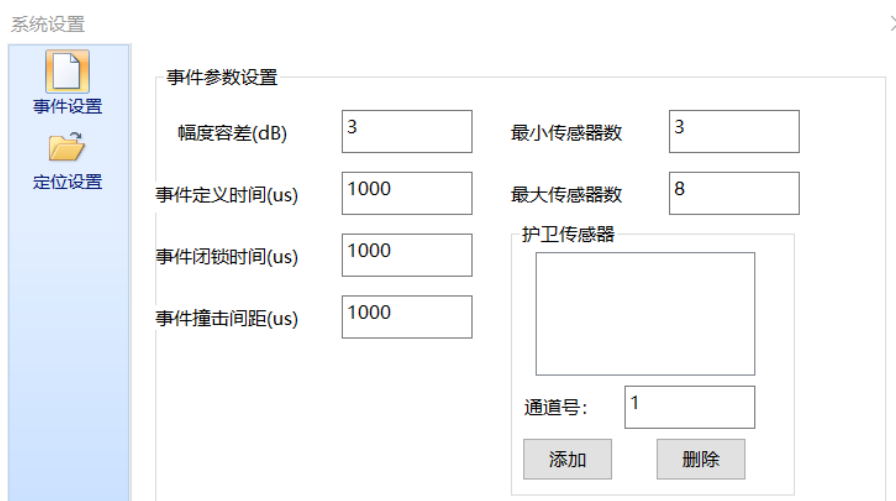 系统设置
事件设置
定位设置
事件参数设置
幅度容差(dB) 3 最小传感器数 3
事件定义时间(us) 1000 最大传感器数 8
护卫传感器
事件闭锁时间(us) 1000
事件撞击间距(us) 1000
通道号： 1
添加 删除